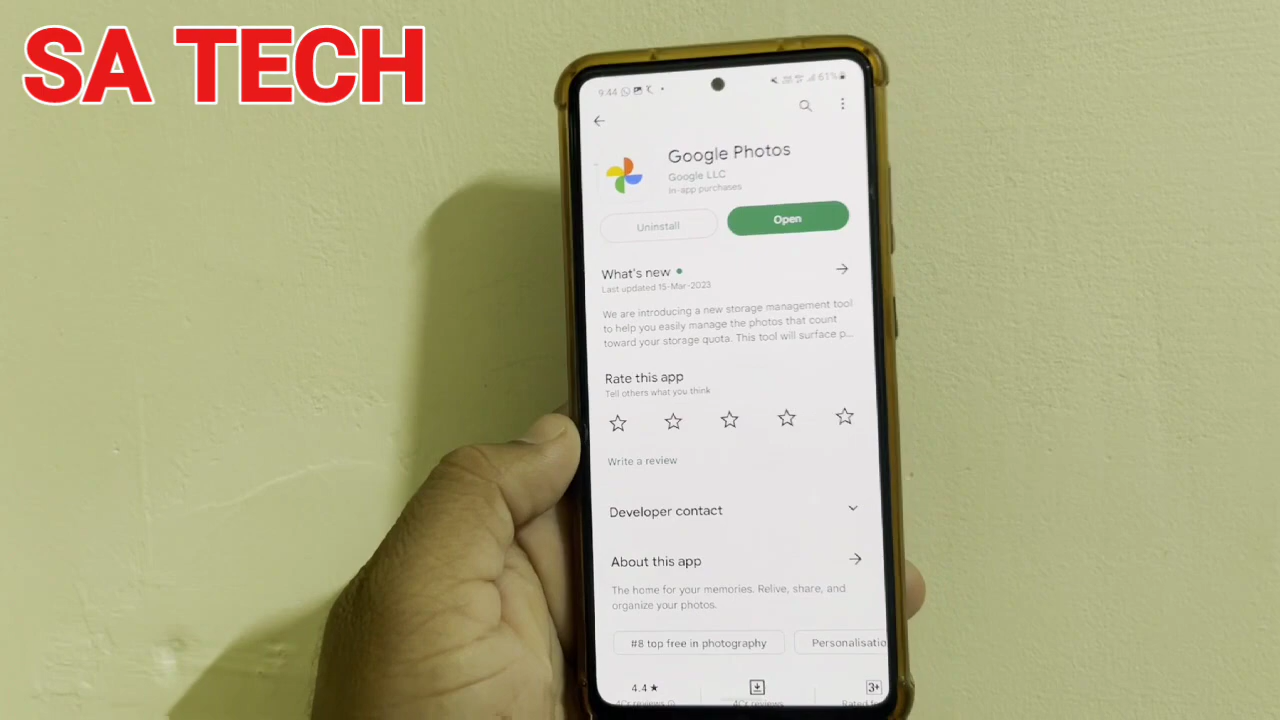 SA TECH
9:44
61%
Google Photos
Google LLC
In-app purchases
Uninstall
Open
What's new
Last updated 15-Mar-2023
We are introducing a new storage management tool
to help you easily manage the photos that count
toward your storage quota. This tool will surface p...
Rate this app
Tell others what you think
Write a review
Developer contact
About this app
The home for your memories. Relive, share, and
organize your photos.
#8 top free in photography
Personalisatio
4.4★
3+